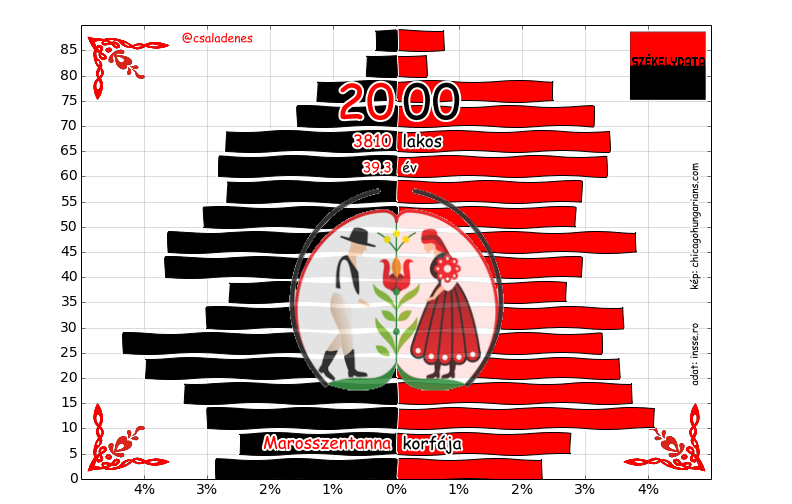 @csaladenes
SZÉKELYDATA
2000
3810 lakos
39.3 év
kép: chicagohungarians.com
adat: insse.ro
Marosszentanna korfája
85
80
75
70
65
60
55
50
45
40
35
30
25
20
15
10
5
0
4% 3% 2% 1% 0% 1% 2% 3% 4%